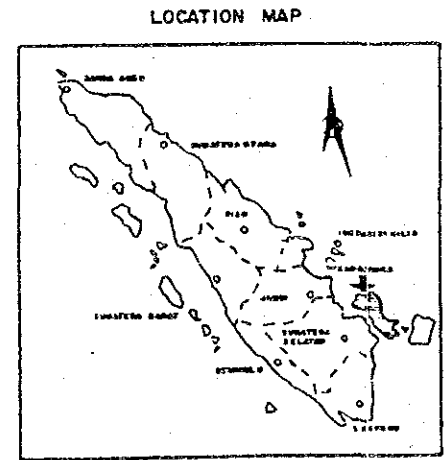 LOCATION MAP
BANDA ACEH
SUMATERA UTARA
RIAU
JAMBI
SUMATERA BARAT
SUMATERA
SELATAN
BENGKULU
LAMPUNG